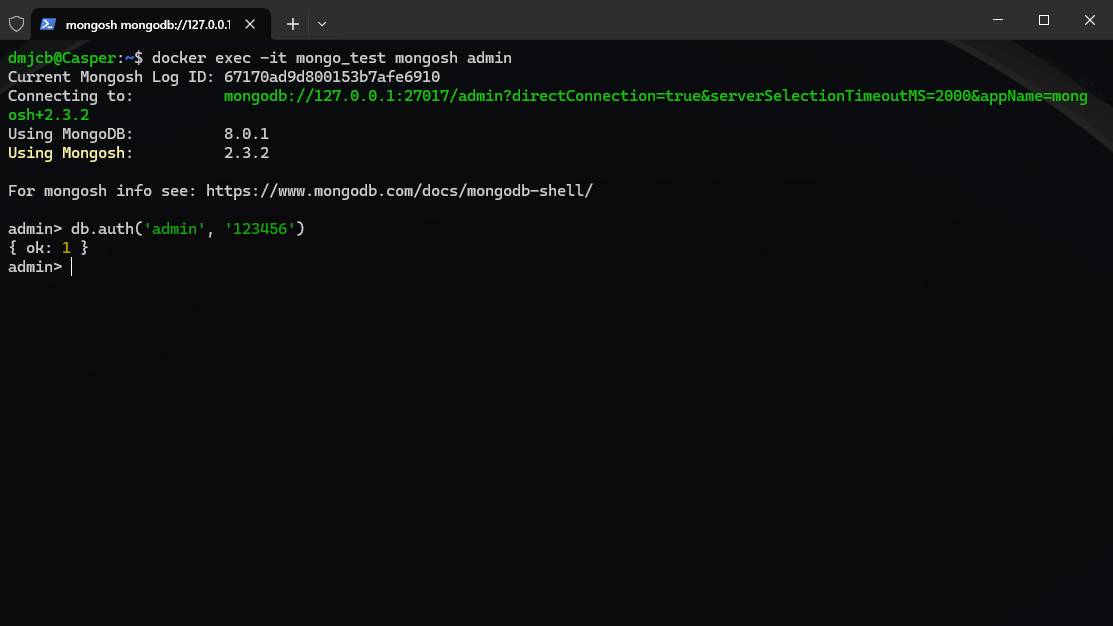 mongosh mongodb://127.0.0.1
dmjcb@Casper:~$ docker exec -it mongo_test mongosh admin
Current Mongosh Log ID: 67170ad9d800153b7afe6910
Connecting to:          mongodb://127.0.0.1:27017/admin?directConnection=true&serverSelectionTimeoutMS=2000&appName=mong
osh+2.3.2
Using MongoDB:          8.0.1
Using Mongosh:          2.3.2
For mongosh info see: https://www.mongodb.com/docs/mongodb-shell/
admin> db.auth('admin', '123456')
{ ok: 1 }
admin>